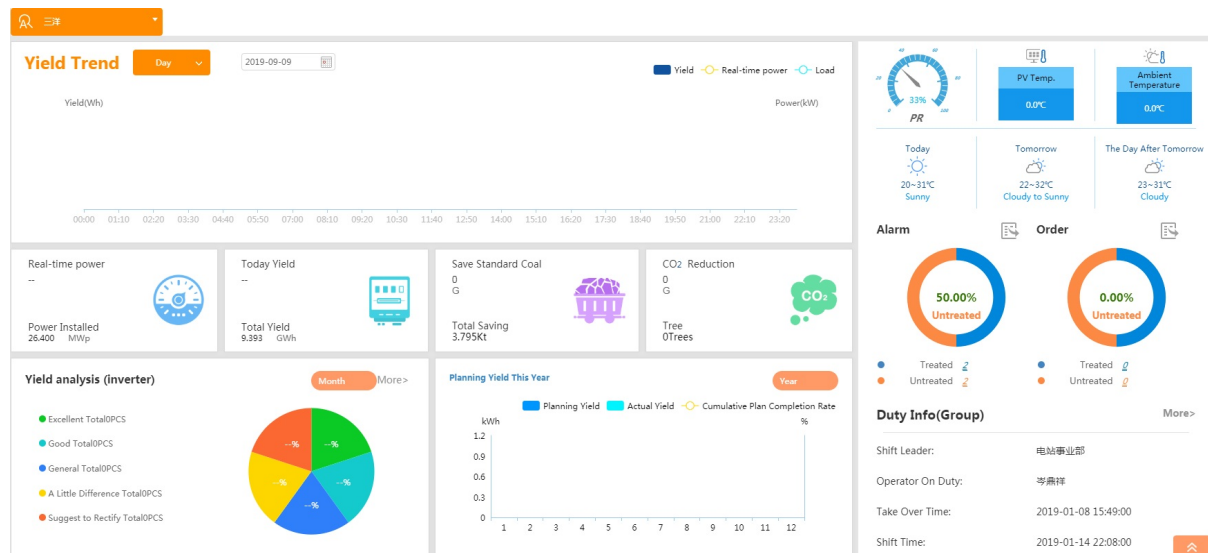 三洋
Yield Trend
Day
2019-09-09
Yield
Real-time power
Load
Yield(Wh)
Power(kW)
00:00 01:10 02:20 03:30 04:40 05:50 07:00 08:10 09:20 10:30 11:40 12:50 14:00 15:10 16:20 17:30 18:40 19:50 21:00 22:10 23:20
33%
PR
PV Temp.
0.0℃
Ambient
Temperature
0.0℃
Today
20~31℃
Sunny
Tomorrow
22~32℃
Cloudy to Sunny
The Day After Tomorrow
23~31℃
Cloudy
Real-time power
--
Power Installed
26.400 MWp
Today Yield
--
Total Yield
9.393 GWh
Save Standard Coal
0
G
Total Saving
3.795Kt
CO2 Reduction
0
G
CO2
Tree
0Trees
Alarm
50.00%
Untreated
Treated 2
Untreated 2
Order
0.00%
Untreated
Treated 0
Untreated 0
Yield analysis (inverter)
Month
More>
Excellent Total0PCS
Good Total0PCS
General Total0PCS
A Little Difference Total0PCS
Suggest to Rectify Total0PCS
--%
--%
--%
--%
--%
Planning Yield This Year
Year
Planning Yield
Actual Yield
Cumulative Plan Completion Rate
kWh
%
1.2
0.9
0.6
0.3
0
1 2 3 4 5 6 7 8 9 10 11 12
Duty Info(Group)
More>
Shift Leader: 电站事业部
Operator On Duty: 岑鼎祥
Take Over Time: 2019-01-08 15:49:00
Shift Time: 2019-01-14 22:08:00